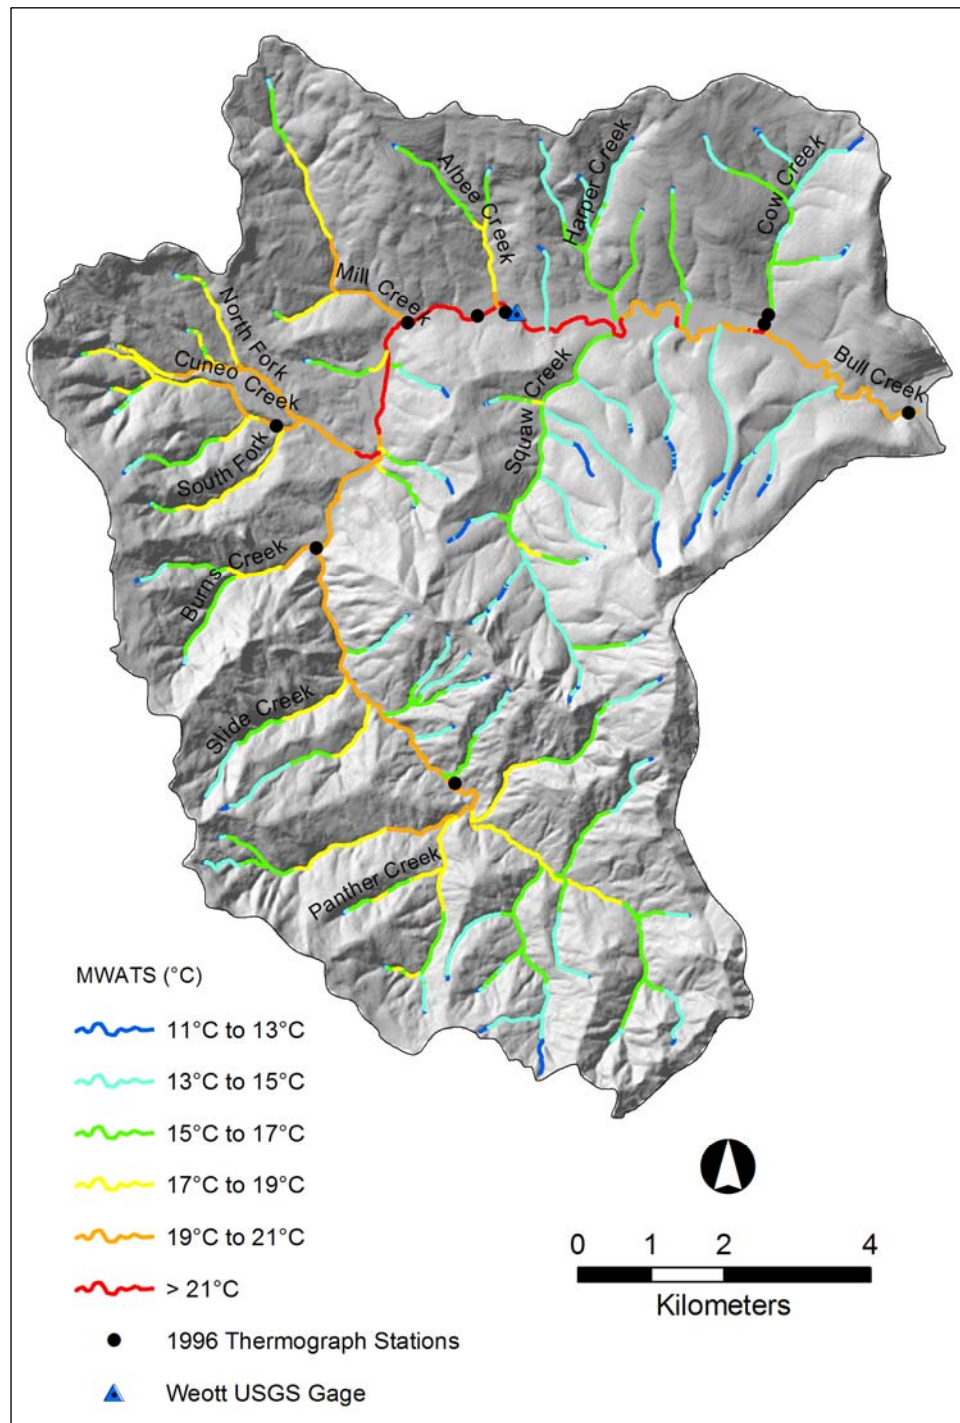 Harper Creek
Cow Creek
Albee Creek
Mill Creek
North Fork
Cuneo Creek
Bull Creek
Squaw Creek
South Fork
Burns Creek
Slide Creek
Panther Creek
MWATS (°C)
11°C to 13°C
13°C to 15°C
15°C to 17°C
17°C to 19°C
19°C to 21°C
> 21°C
1996 Thermograph Stations
Weott USGS Gage
0 1 2 4
Kilometers